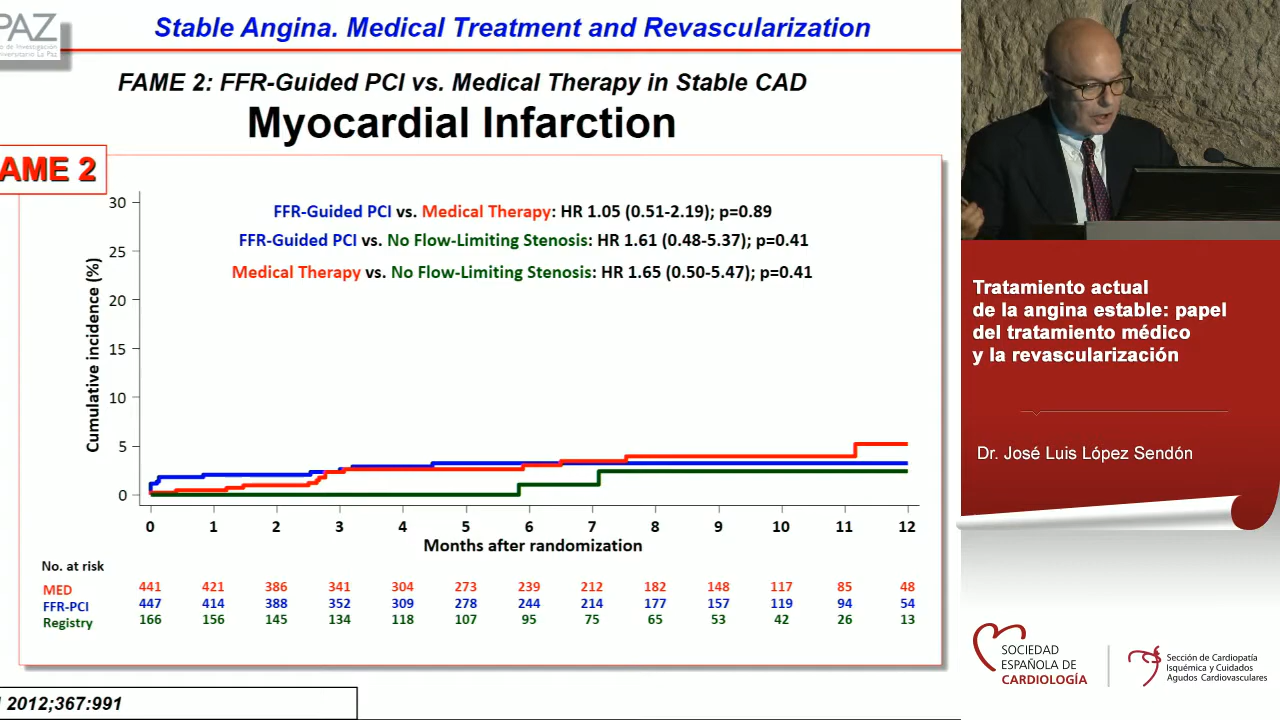 PAZ
Stable Angina. Medical Treatment and Revascularization
FAME 2: FFR-Guided PCI vs. Medical Therapy in Stable CAD
Myocardial Infarction
AME 2
FFR-Guided PCI vs. Medical Therapy: HR 1.05 (0.51-2.19); p=0.89
FFR-Guided PCI vs. No Flow-Limiting Stenosis: HR 1.61 (0.48-5.37); p=0.41
Medical Therapy vs. No Flow-Limiting Stenosis: HR 1.65 (0.50-5.47); p=0.41
Cumulative incidence (%)
30
25
20
15
10
5
0
0 1 2 3 4 5 6 7 8 9 10 11 12
Months after randomization
No. at risk
MED 441 421 386 341 304 273 239 212 182 148 117 85 48
FFR-PCI 447 414 388 352 309 278 244 214 177 157 119 94 54
Registry 166 156 145 134 118 107 95 75 65 53 42 26 13
2012;367:991
Tratamiento actual
de la angina estable: papel
del tratamiento médico
y la revascularización
Dr. José Luis López Sendón
SOCIEDAD
ESPAÑOLA DE
CARDIOLOGÍA
Sección de Cardiopatía
Isquémica y Cuidados
Agudos Cardiovasculares